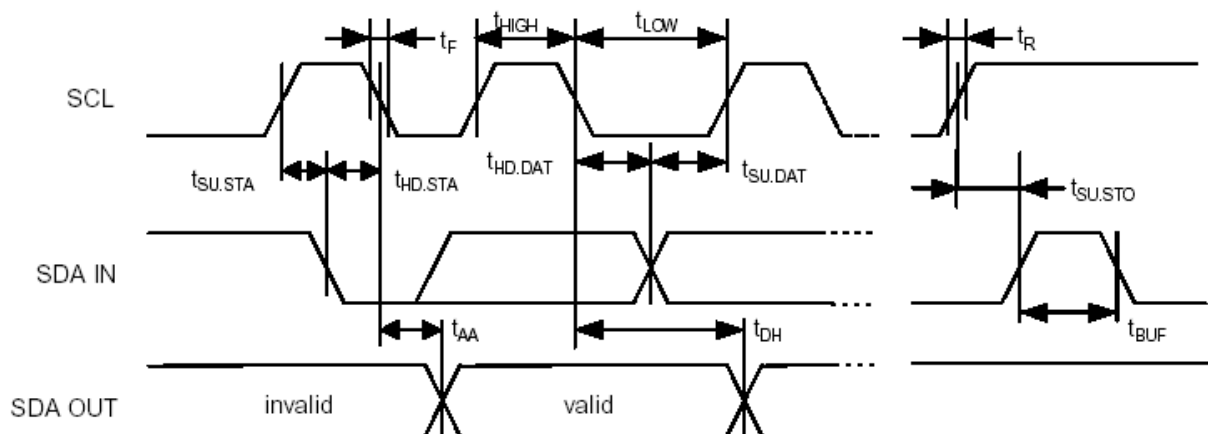 tF tHIGH tLOW tR
SCL
tSU.STA tHD.STA tHD.DAT tSU.DAT tSU.STO
SDA IN
tAA tDH tBUF
SDA OUT invalid valid